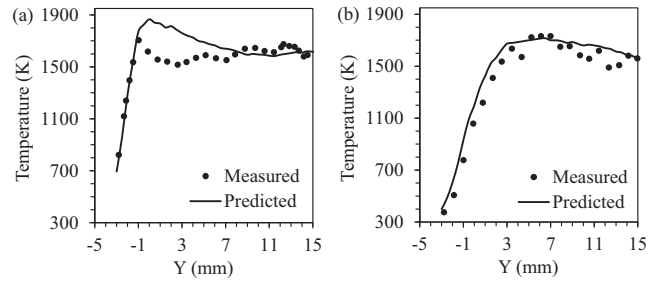 (a)
1900
1500
1100
700
300
Temperature (K)
Measured
Predicted
-5 -1 3 7 11 15
Y (mm)
(b)
1900
1500
1100
700
300
Temperature (K)
Measured
Predicted
-5 -1 3 7 11 15
Y (mm)